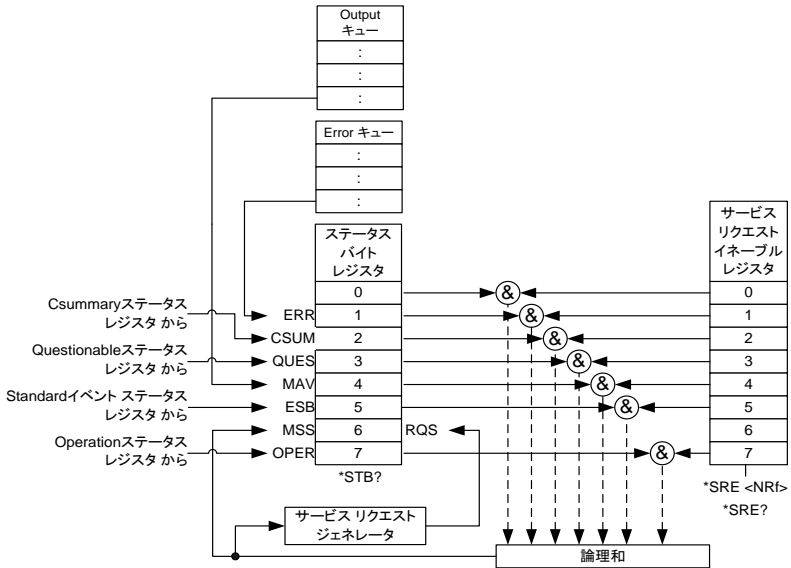 Output
キュー
:
:
:
Error キュー
:
:
:
ステータス
バイト
レジスタ
0
1
2
3
4
5
6
7
*STB?
Csummaryステータス
レジスタ から
Questionableステータス
レジスタ から
Standardイベント ステータス
レジスタ から
Operationステータス
レジスタ から
ERR
CSUM
QUES
MAV
ESB
MSS
OPER
RQS
&
&
&
&
&
&
&
サービス
リクエスト
イネーブル
レジスタ
0
1
2
3
4
5
6
7
*SRE <NRf>
*SRE?
サービス リクエスト
ジェネレータ
論理和